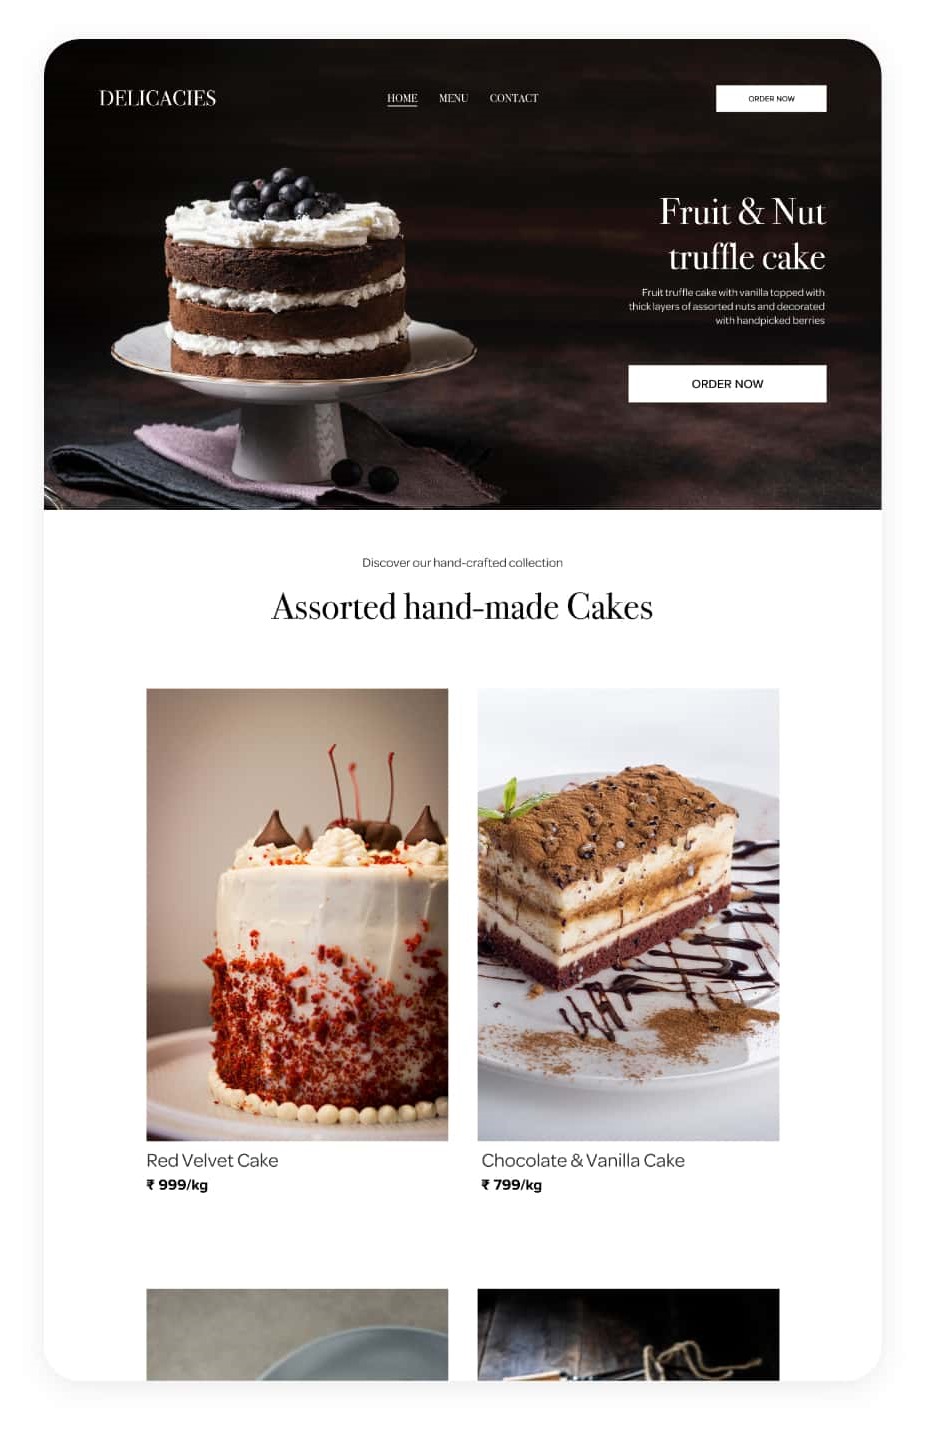 DELICACIES
HOME MENU CONTACT
ORDER NOW
Fruit & Nut
truffle cake
Fruit truffle cake with vanilla topped with
thick layers of assorted nuts and decorated
with handpicked berries
ORDER NOW
Discover our hand-crafted collection
Assorted hand-made Cakes
Red Velvet Cake
₹ 999/kg
Chocolate & Vanilla Cake
₹ 799/kg